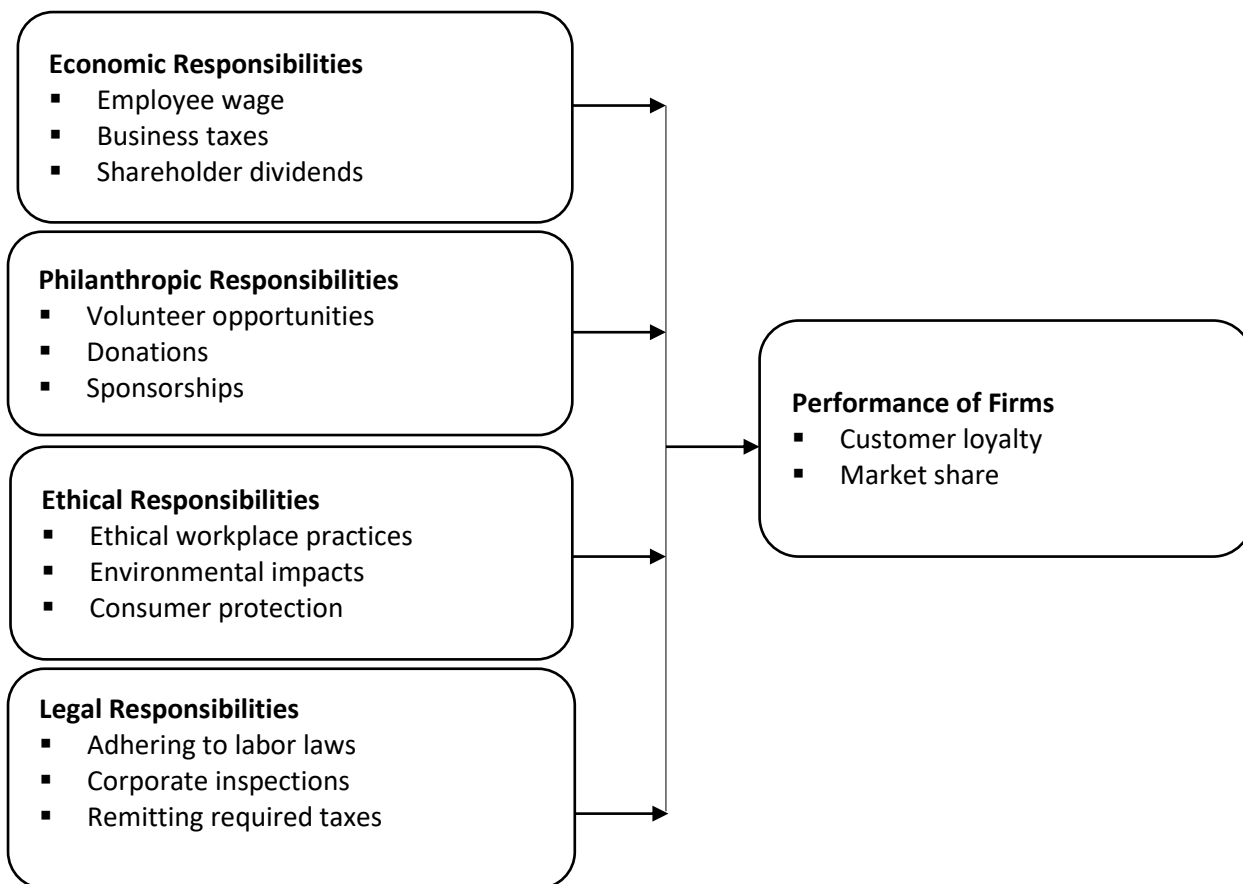 Economic Responsibilities
▪ Employee wage
▪ Business taxes
▪ Shareholder dividends
Philanthropic Responsibilities
▪ Volunteer opportunities
▪ Donations
▪ Sponsorships
Ethical Responsibilities
▪ Ethical workplace practices
▪ Environmental impacts
▪ Consumer protection
Legal Responsibilities
▪ Adhering to labor laws
▪ Corporate inspections
▪ Remitting required taxes
Performance of Firms
▪ Customer loyalty
▪ Market share